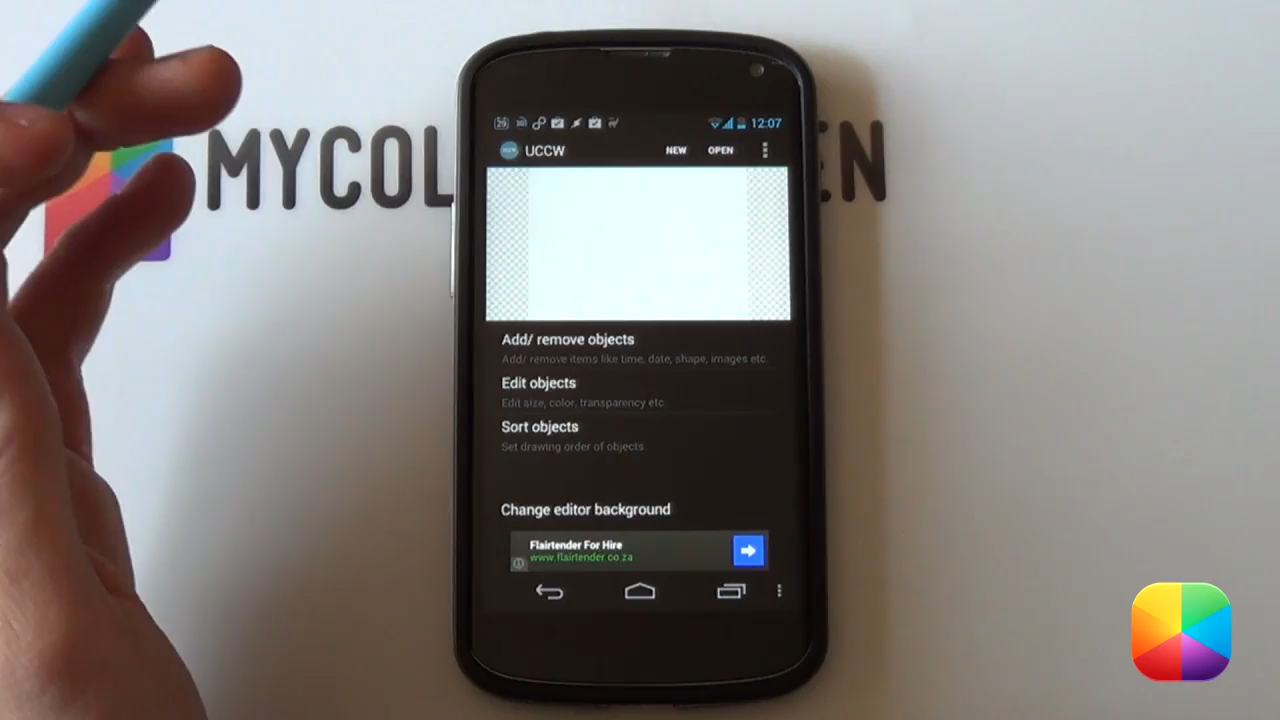 MYCOL EN
29 12:07
UCCW NEW OPEN
Add/ remove objects
Add/ remove items like time, date, shape, images etc.
Edit objects
Edit size, color, transparency etc
Sort objects
Set drawing order of objects
Change editor background
Flairtender For Hire
www.flairtender.co.za